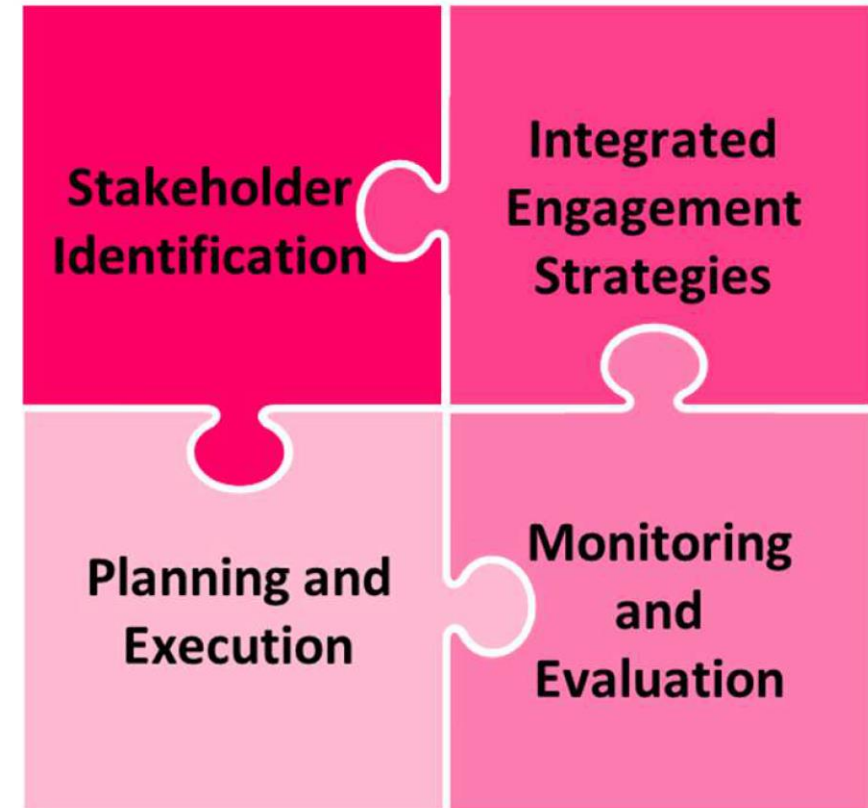 Stakeholder
Identification
Integrated
Engagement
Strategies
Planning and
Execution
Monitoring
and
Evaluation